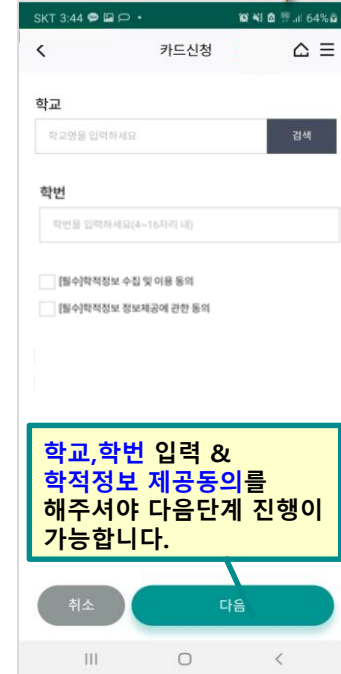 SKT 3:44 64%
카드신청
학교
학교명을 입력하세요. 검색
학번
학번을 입력하세요(4~16자리 내)
[필수]학적정보 수집 및 이용 동의
[필수]학적정보 정보제공에 관한 동의
학교,학번 입력 &
학적정보 제공동의를
해주셔야 다음단계 진행이
가능합니다.
취소 다음